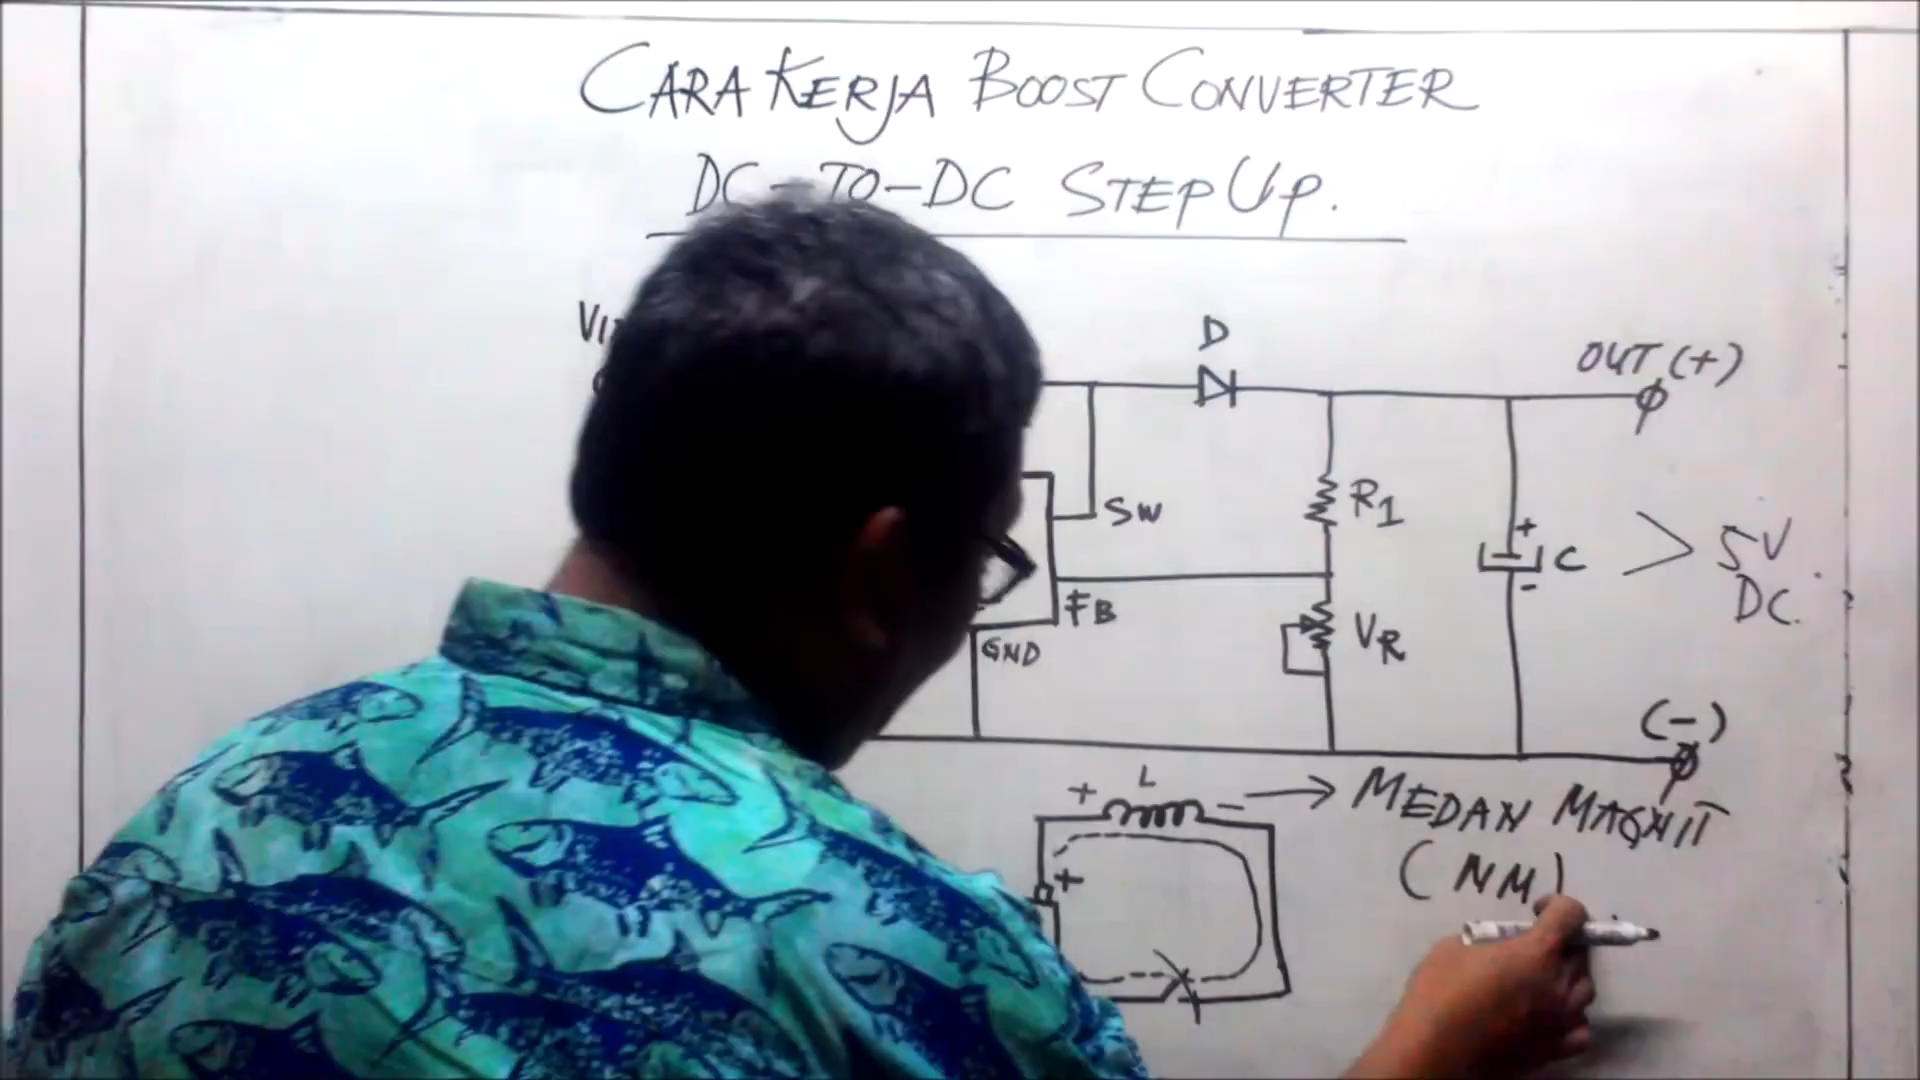 CARA KERJA BOOST CONVERTER
DC-TO-DC STEP UP.
D
OUT (+)
SW
R1
+
C
-
> 5V
DC.
FB
VR
GND
(-)
+ L - → MEDAN MAGNIT
(NM)
+